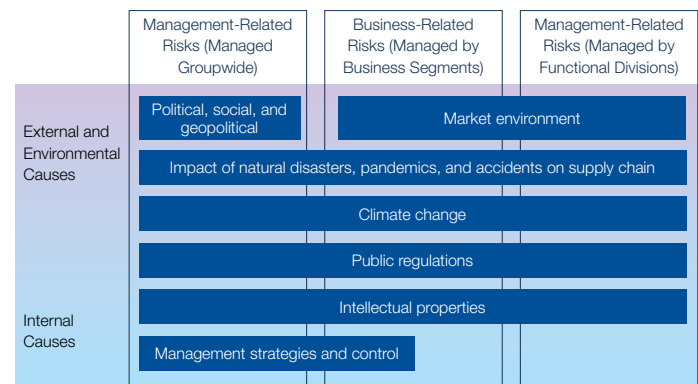 Management-Related
Risks (Managed
Groupwide)
Business-Related
Risks (Managed by
Business Segments)
Management-Related
Risks (Managed by
Functional Divisions)
External and
Environmental
Causes
Political, social, and
geopolitical
Market environment
Impact of natural disasters, pandemics, and accidents on supply chain
Climate change
Public regulations
Intellectual properties
Internal
Causes
Management strategies and control